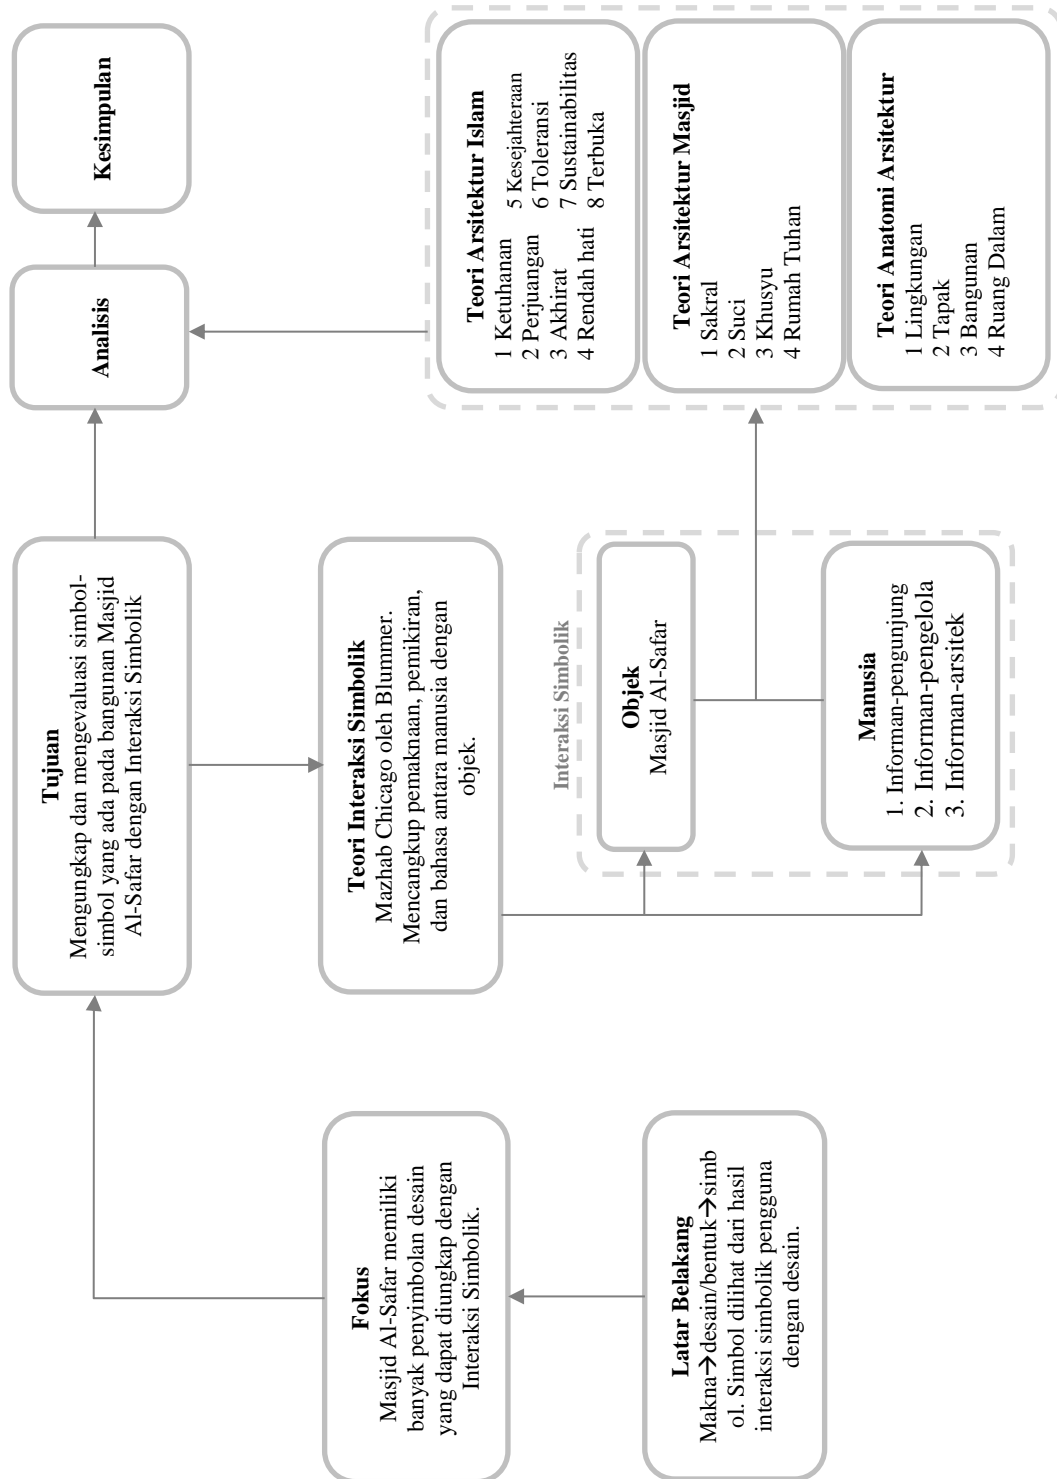 Latar Belakang
Makna→desain/bentuk→simb
ol. Simbol dilihat dari hasil
interaksi simbolik pengguna
dengan desain.
Fokus
Masjid Al-Safar memiliki
banyak penyimbolan desain
yang dapat diungkap dengan
Interaksi Simbolik.
Tujuan
Mengungkap dan mengevaluasi simbol-
simbol yang ada pada bangunan Masjid
Al-Safar dengan Interaksi Simbolik
Teori Interaksi Simbolik
Mazhab Chicago oleh Blummer.
Mencangkup pemaknaan, pemikiran,
dan bahasa antara manusia dengan
objek.
Interaksi Simbolik
Objek
Masjid Al-Safar
Manusia
1. Informan-pengunjung
2. Informan-pengelola
3. Informan-arsitek
Analisis
Kesimpulan
Teori Arsitektur Islam
1 Ketuhanan
2 Perjuangan
3 Akhirat
4 Rendah hati
5 Kesejahteraan
6 Toleransi
7 Sustainabilitas
8 Terbuka
Teori Arsitektur Masjid
1 Sakral
2 Suci
3 Khusyu
4 Rumah Tuhan
Teori Anatomi Arsitektur
1 Lingkungan
2 Tapak
3 Bangunan
4 Ruang Dalam